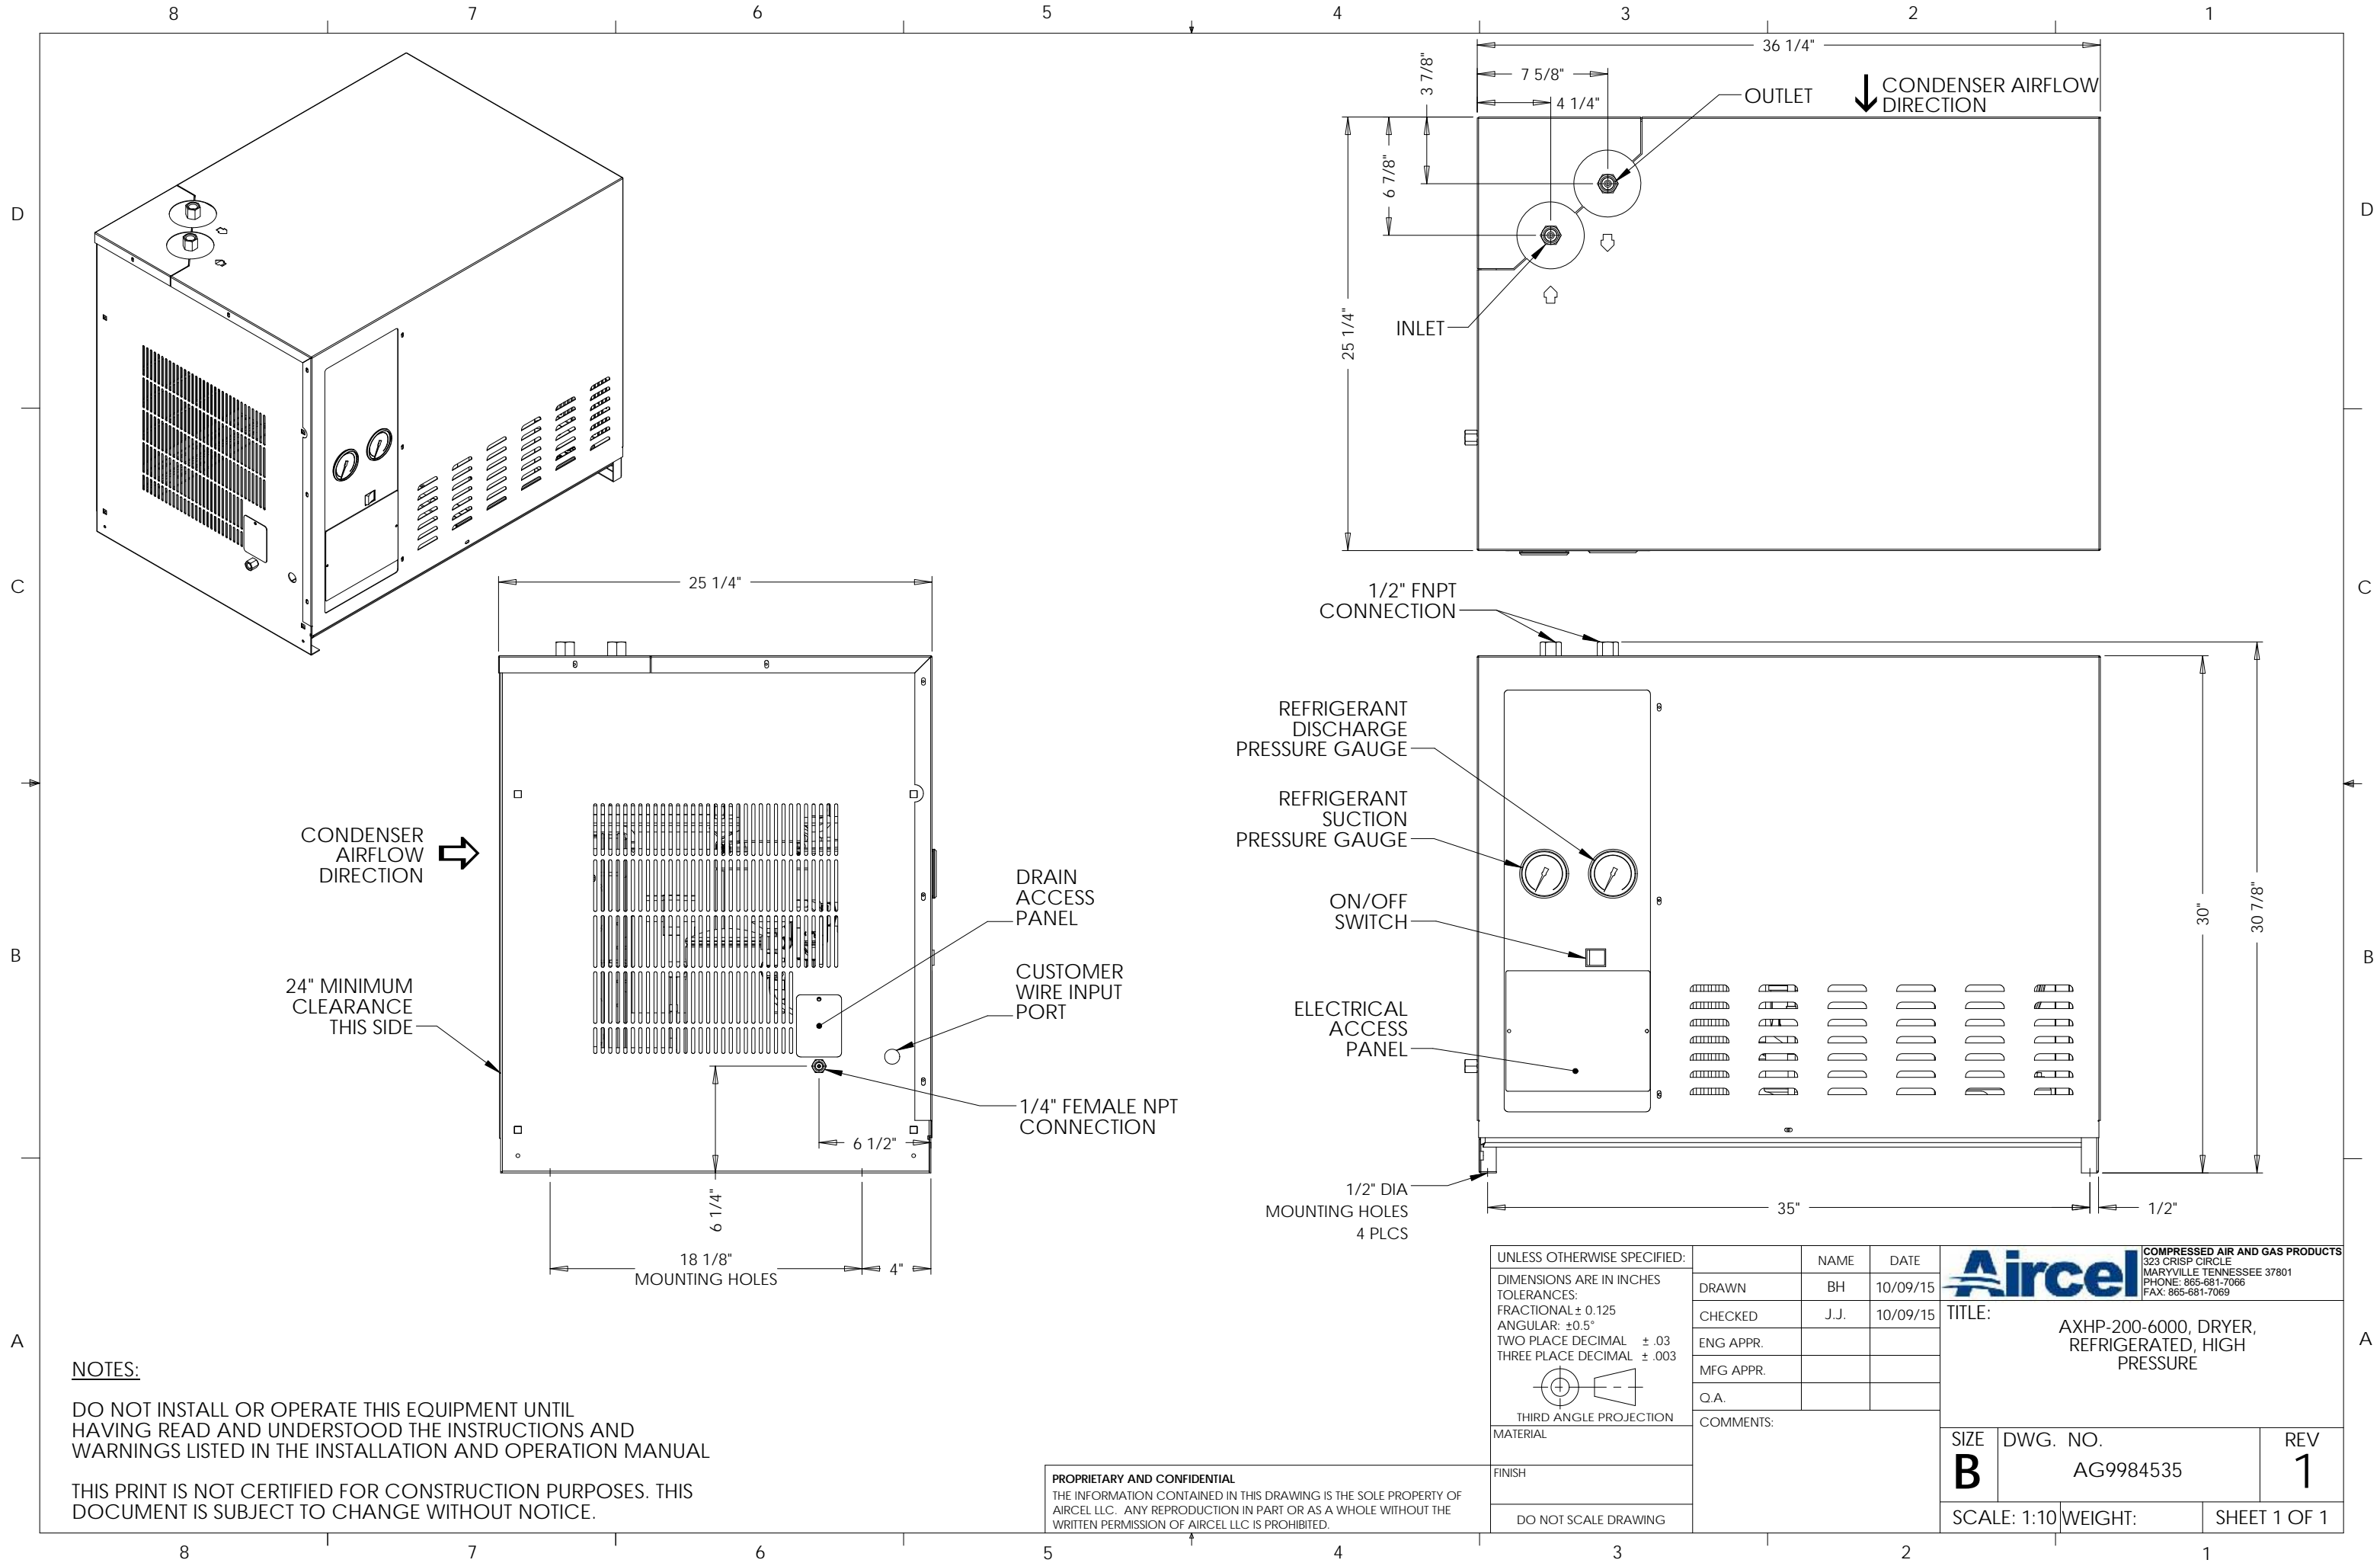 8 7 6 5 4 3 2 1
D
D
C
C
B
B
A
A
36 1/4"
7 5/8"
4 1/4"
3 7/8"
6 7/8"
25 1/4"
OUTLET
CONDENSER AIRFLOW
DIRECTION
INLET
25 1/4"
CONDENSER
AIRFLOW
DIRECTION
24" MINIMUM
CLEARANCE
THIS SIDE
DRAIN
ACCESS
PANEL
CUSTOMER
WIRE INPUT
PORT
1/4" FEMALE NPT
CONNECTION
6 1/2"
6 1/4"
18 1/8"
MOUNTING HOLES
4"
1/2" FNPT
CONNECTION
REFRIGERANT
DISCHARGE
PRESSURE GAUGE
REFRIGERANT
SUCTION
PRESSURE GAUGE
ON/OFF
SWITCH
ELECTRICAL
ACCESS
PANEL
30"
30 7/8"
1/2" DIA
MOUNTING HOLES
4 PLCS
35"
1/2"
NOTES:
DO NOT INSTALL OR OPERATE THIS EQUIPMENT UNTIL
HAVING READ AND UNDERSTOOD THE INSTRUCTIONS AND
WARNINGS LISTED IN THE INSTALLATION AND OPERATION MANUAL
THIS PRINT IS NOT CERTIFIED FOR CONSTRUCTION PURPOSES. THIS
DOCUMENT IS SUBJECT TO CHANGE WITHOUT NOTICE.
PROPRIETARY AND CONFIDENTIAL
THE INFORMATION CONTAINED IN THIS DRAWING IS THE SOLE PROPERTY OF
AIRCEL LLC. ANY REPRODUCTION IN PART OR AS A WHOLE WITHOUT THE
WRITTEN PERMISSION OF AIRCEL LLC IS PROHIBITED.
UNLESS OTHERWISE SPECIFIED:
DIMENSIONS ARE IN INCHES
TOLERANCES:
FRACTIONAL ± 0.125
ANGULAR: ±0.5°
TWO PLACE DECIMAL ± .03
THREE PLACE DECIMAL ± .003
THIRD ANGLE PROJECTION
MATERIAL
FINISH
DO NOT SCALE DRAWING
NAME DATE
DRAWN BH 10/09/15
CHECKED J.J. 10/09/15
ENG APPR.
MFG APPR.
Q.A.
COMMENTS:
Aircel
COMPRESSED AIR AND GAS PRODUCTS
323 CRISP CIRCLE
MARYVILLE TENNESSEE 37801
PHONE: 865-681-7066
FAX: 865-681-7069
TITLE:
AXHP-200-6000, DRYER,
REFRIGERATED, HIGH
PRESSURE
SIZE
B
DWG. NO.
AG9984535
REV
1
SCALE: 1:10
WEIGHT:
SHEET 1 OF 1
8 7 6 5 4 3 2 1